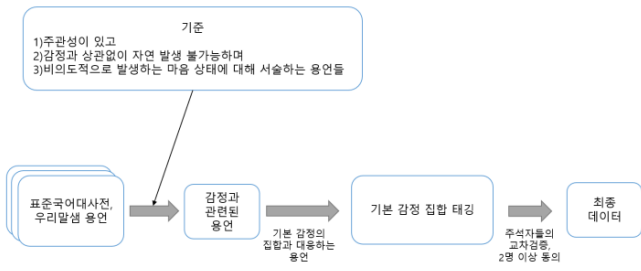 기준
1)주관성이 있고
2)감정과 상관없이 자연 발생 불가능하며
3)비의도적으로 발생하는 마음 상태에 대해 서술하는 용언들
표준국어대사전,
우리말샘 용언
감정과
관련된
용언
기본 감정의
집합과 대응하는
용언
기본 감정 집합 태깅
주석자들의
교차검증,
2명 이상 동의
최종
데이터